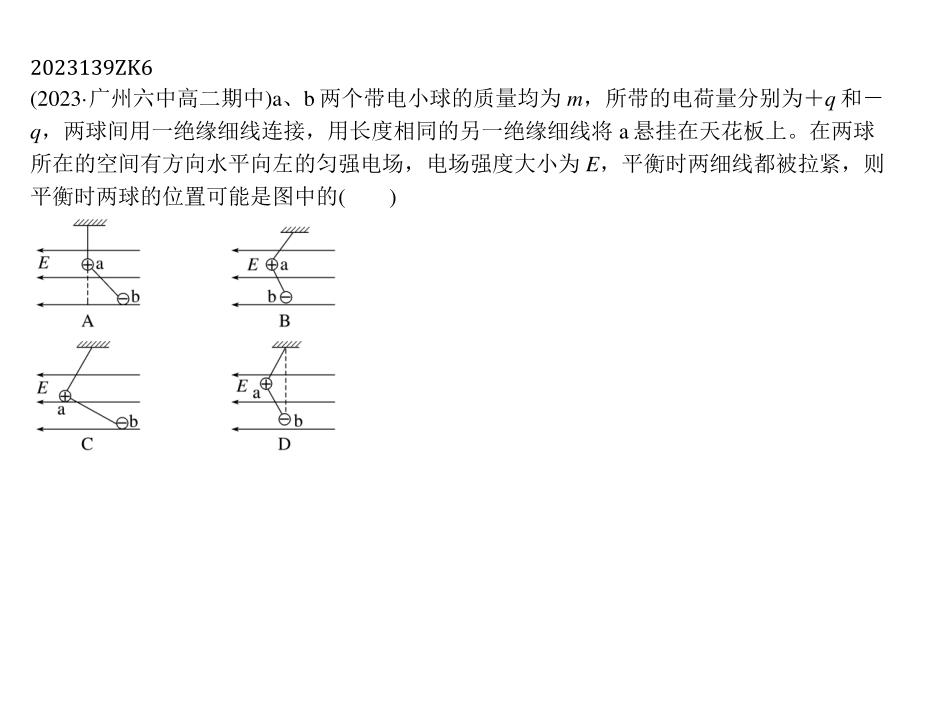 2023139ZK6
(2023·广州六中高二期中)a、b 两个带电小球的质量均为 m，所带的电荷量分别为＋q 和－
q，两球间用一绝缘细线连接，用长度相同的另一绝缘细线将 a 悬挂在天花板上。在两球
所在的空间有方向水平向左的匀强电场，电场强度大小为 E，平衡时两细线都被拉紧，则
平衡时两球的位置可能是图中的(　　)
E a
b
A
E a
b
B
E
a
b
C
E a
b
D